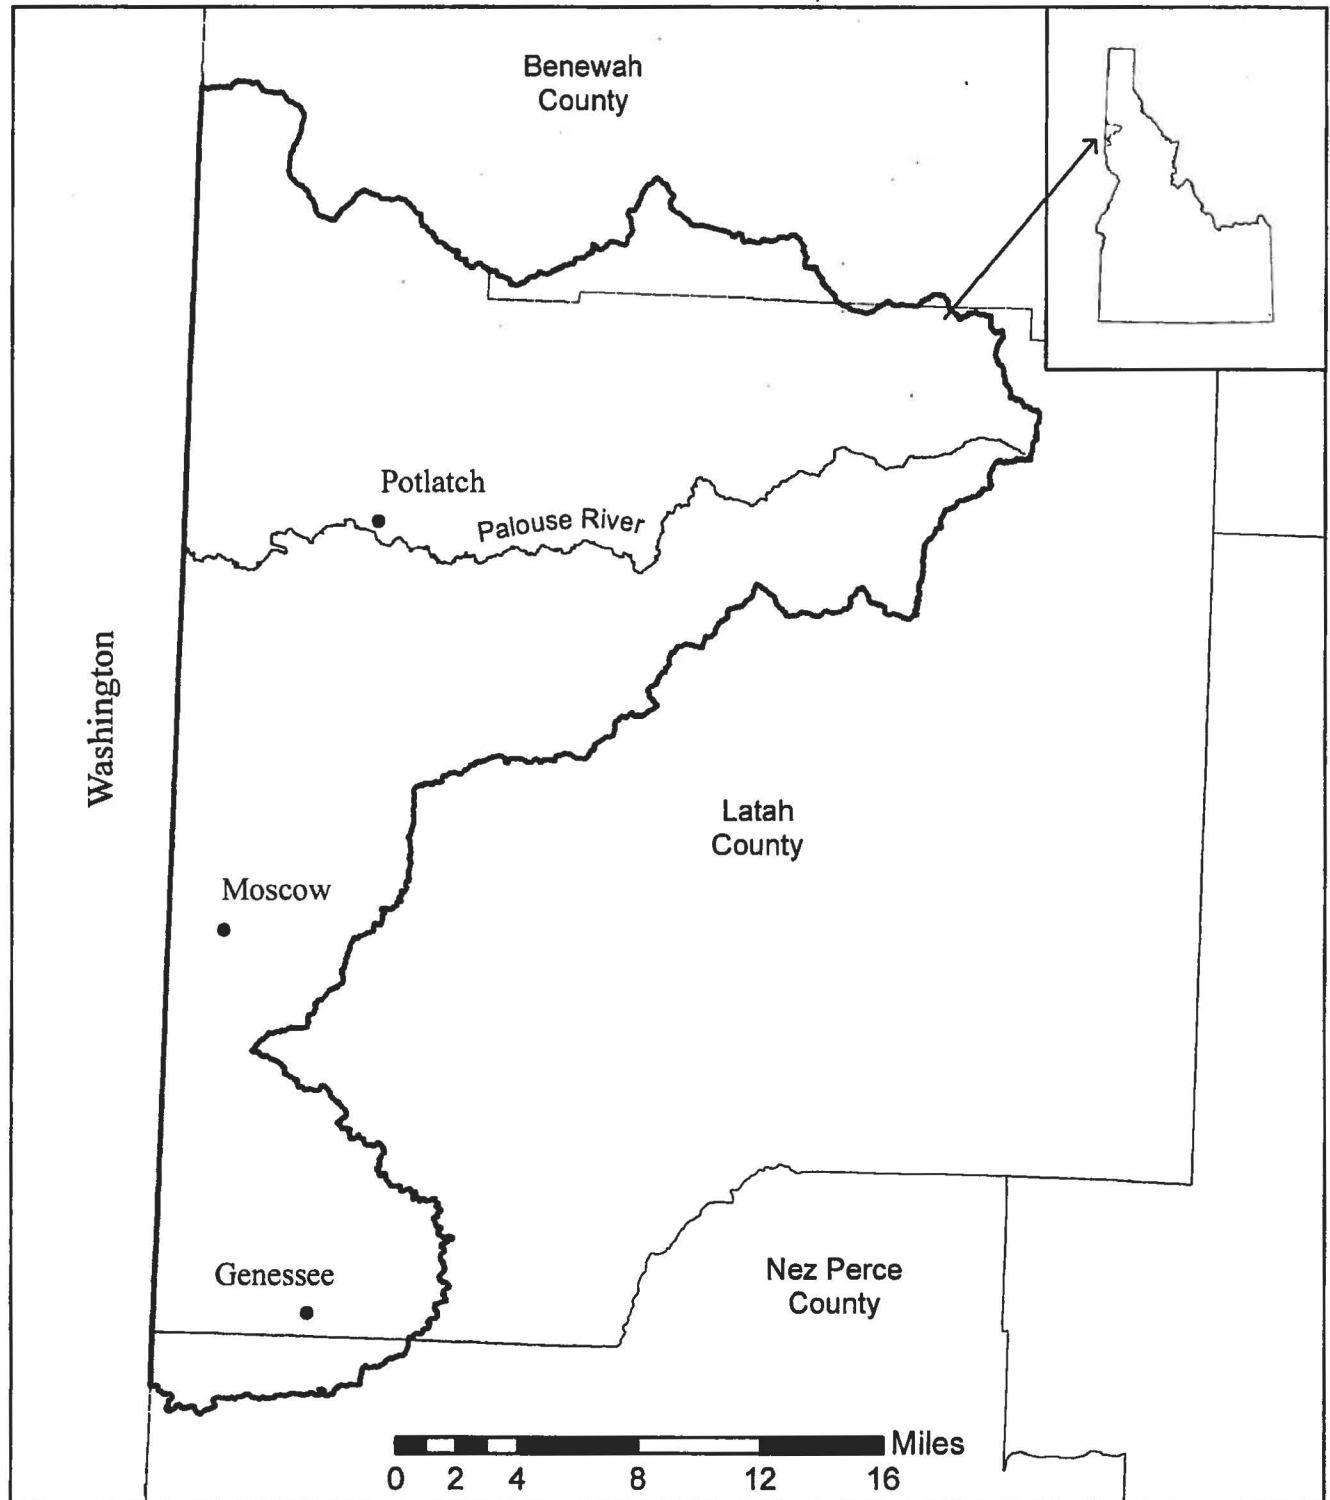 Benewah
County
Potlatch
Palouse River
Washington
Latah
County
Moscow
Genessee
Nez Perce
County
Miles
0 2 4 8 12 16